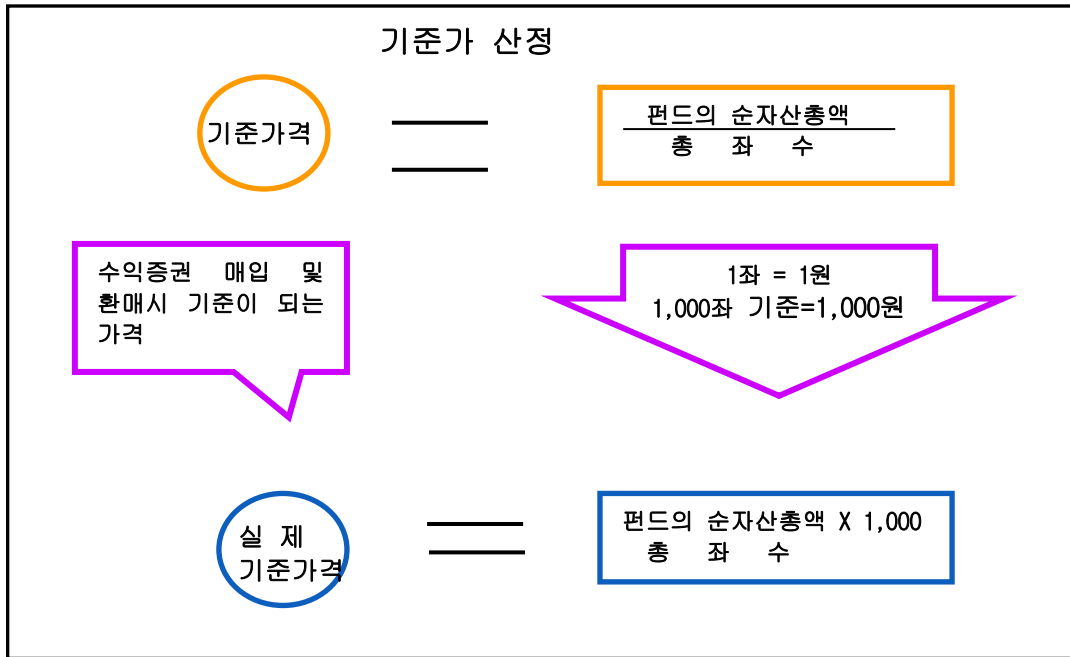 기준가 산정
기준가격
펀드의 순자산총액
총 좌 수
수익증권 매입 및
환매시 기준이 되는
가격
1좌 = 1원
1,000좌 기준=1,000원
실 제
기준가격
펀드의 순자산총액 X 1,000
총 좌 수